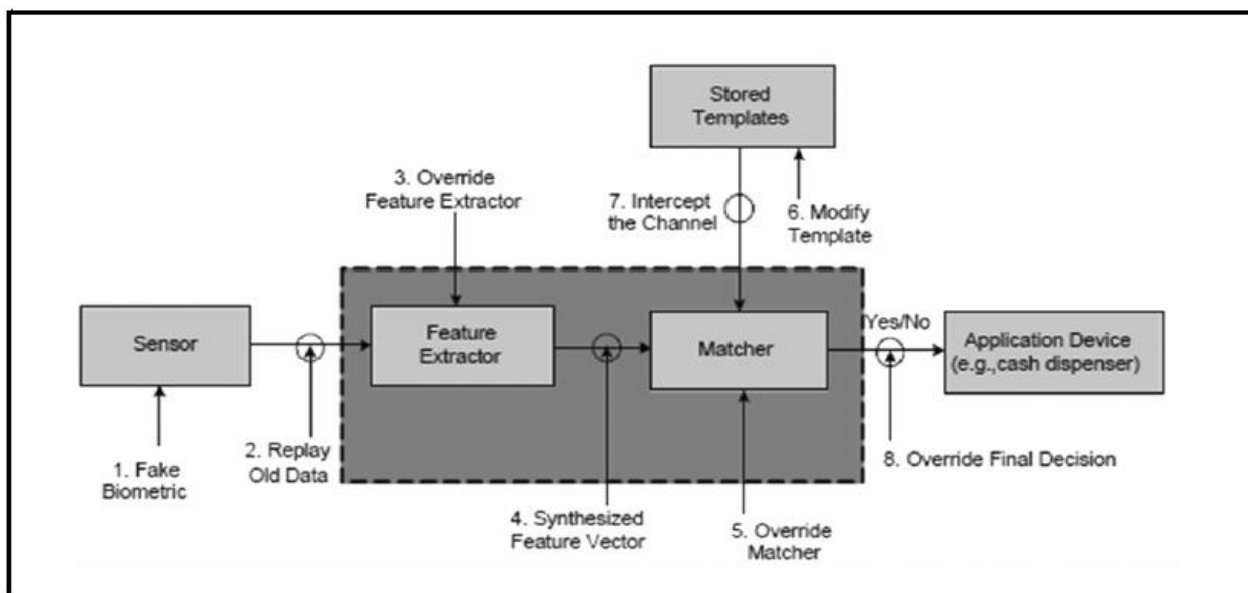 Stored
Templates
3. Override
Feature Extractor
7. Intercept
the Channel
6. Modify
Template
Sensor
Feature
Extractor
Matcher
Yes/No
Application Device
(e.g.,cash dispenser)
1. Fake
Biometric
2. Replay
Old Data
4. Synthesized
Feature Vector
5. Override
Matcher
8. Override Final Decision